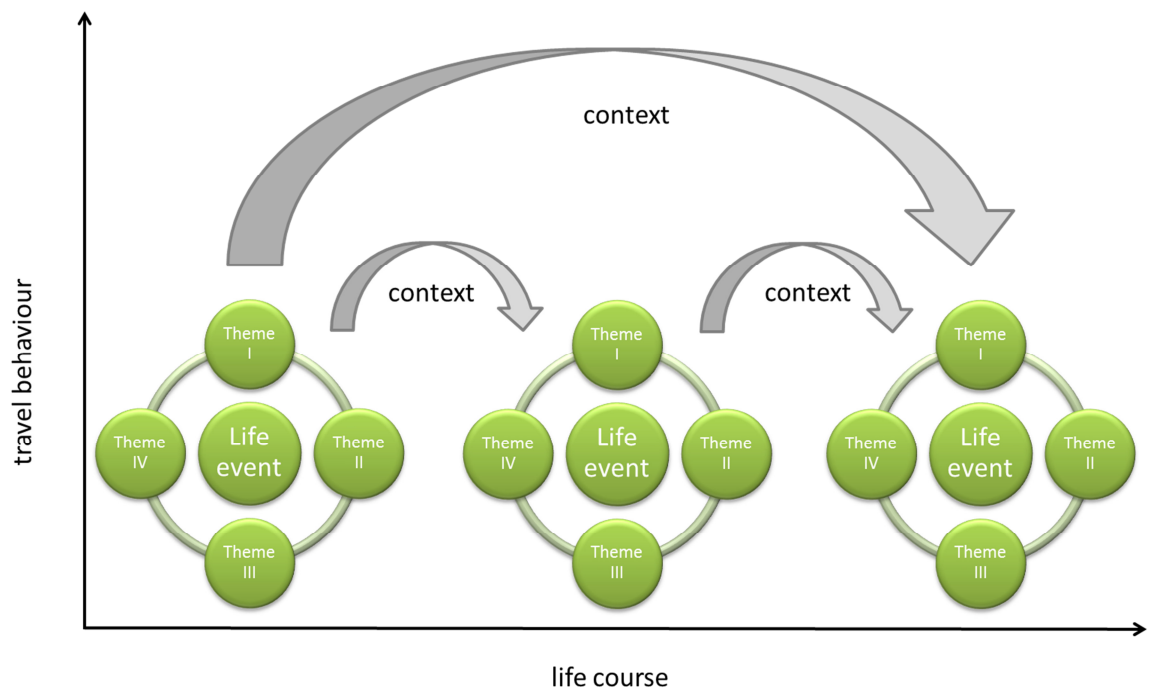 context
travel behaviour
context
context
Theme
I
Theme
IV
Life
event
Theme
II
Theme
III
Theme
I
Theme
IV
Life
event
Theme
II
Theme
III
Theme
I
Theme
IV
Life
event
Theme
II
Theme
III
life course